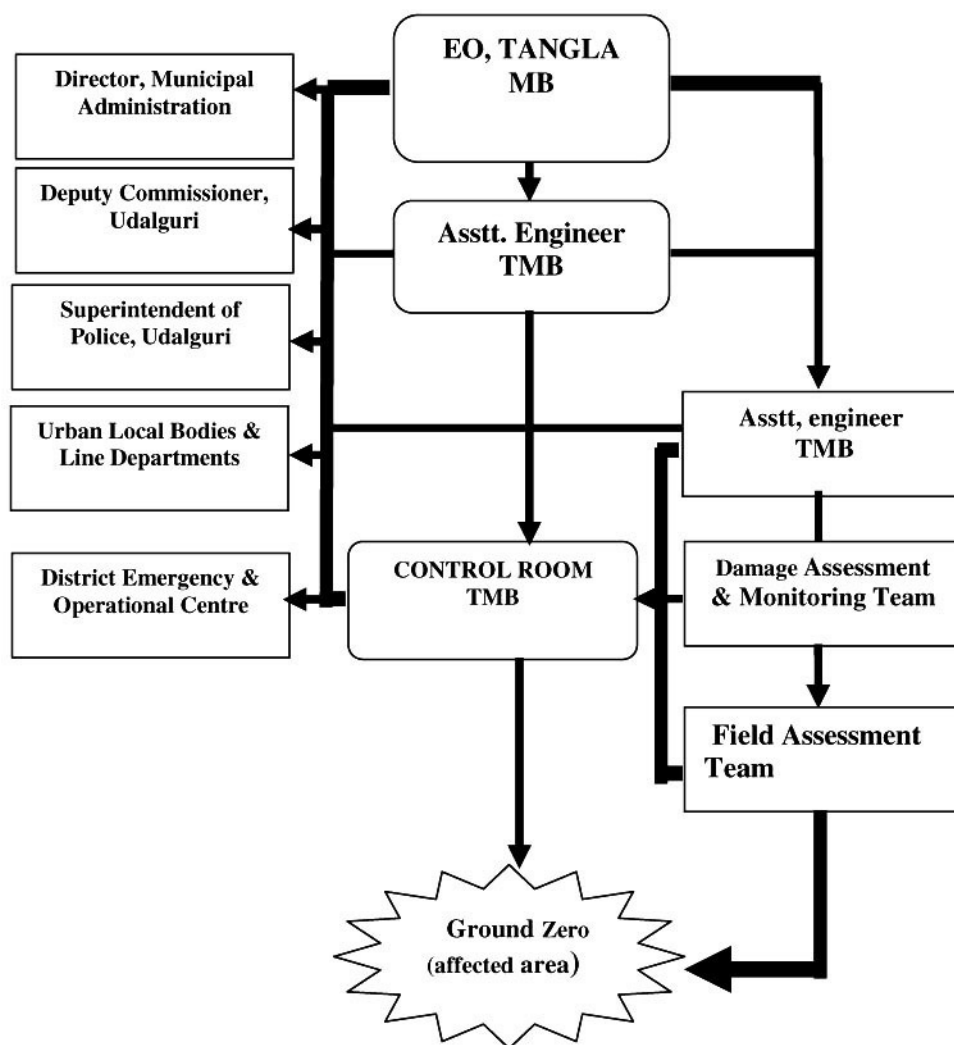 EO, TANGLA
MB
Director, Municipal
Administration
Deputy Commissioner,
Udalguri
Asstt. Engineer
TMB
Superintendent of
Police, Udalguri
Urban Local Bodies &
Line Departments
Asstt, engineer
TMB
District Emergency &
Operational Centre
CONTROL ROOM
TMB
Damage Assessment
& Monitoring Team
Field Assessment
Team
Ground Zero
(affected area)